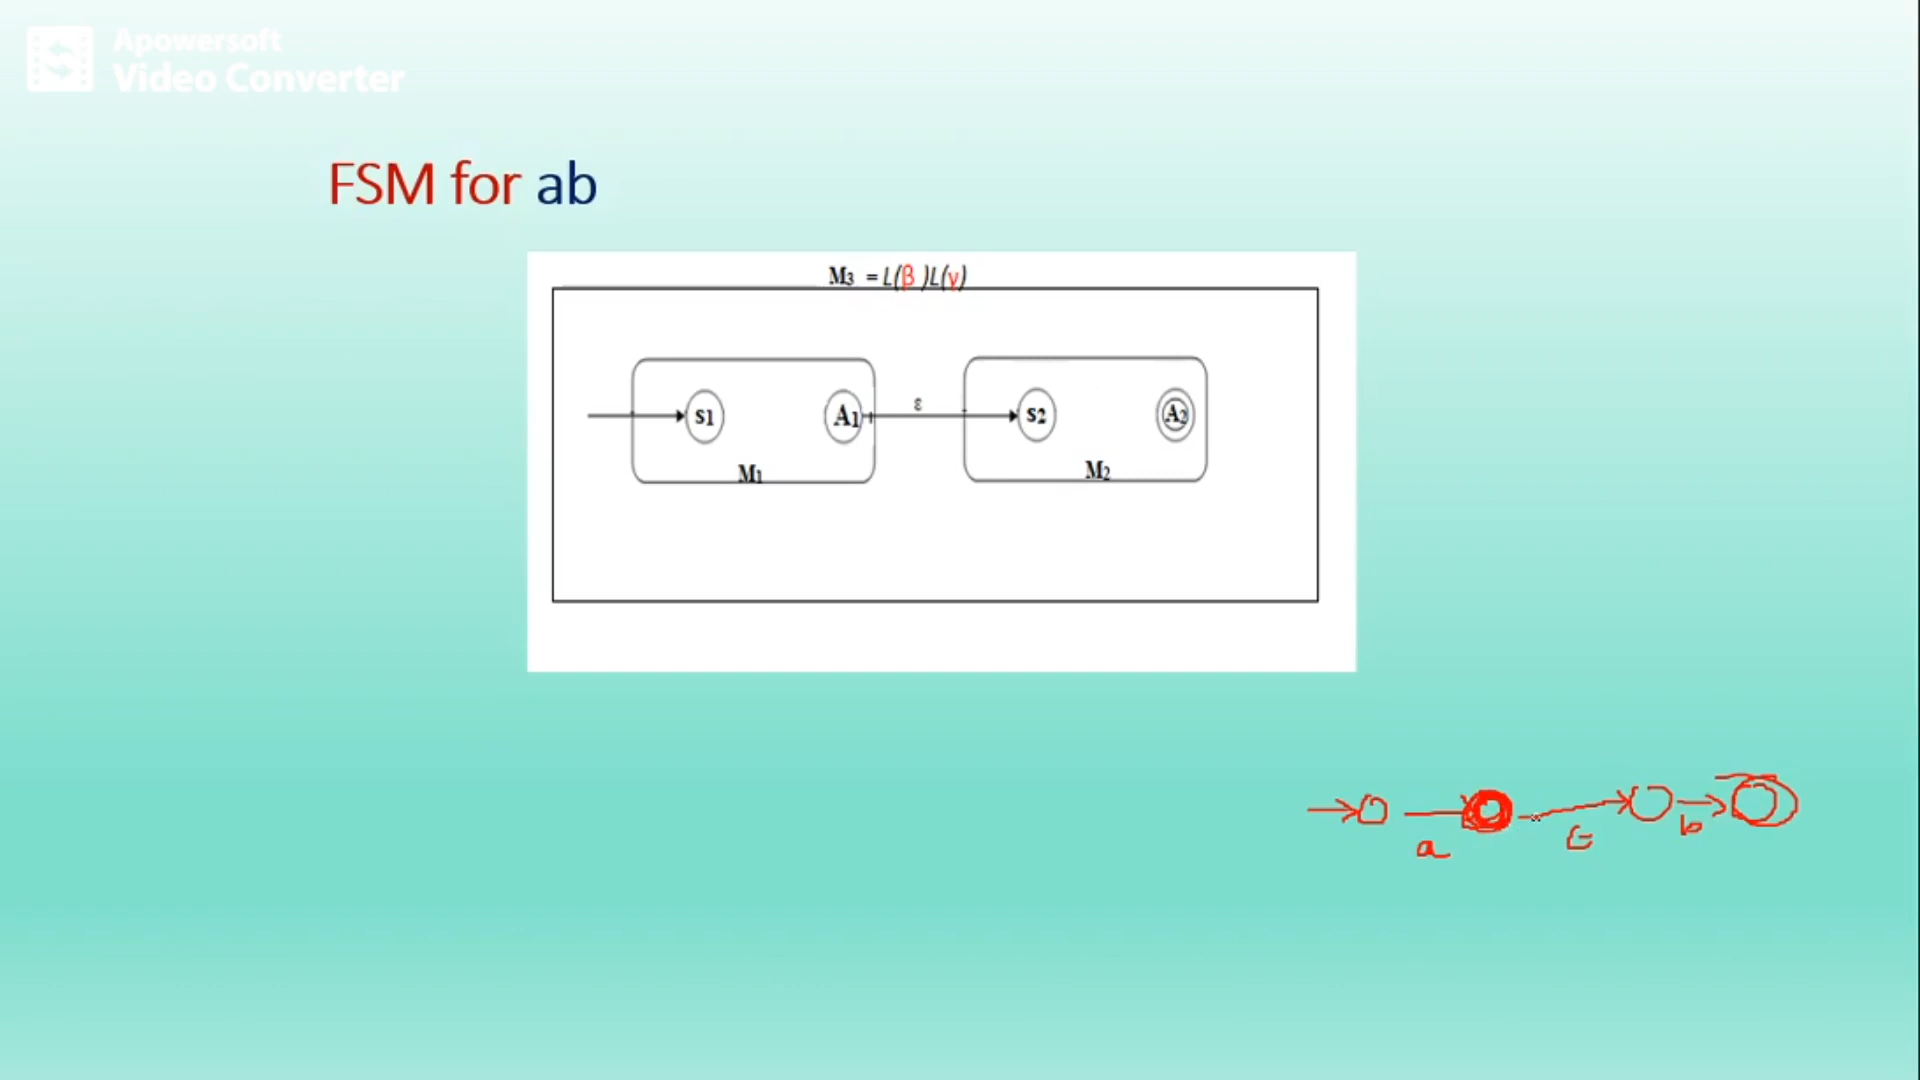 Apowersoft
Video Converter
FSM for ab
M3 = L(β )L(γ)
s1 A1 ε s2 A2
M1 M2
a ε b